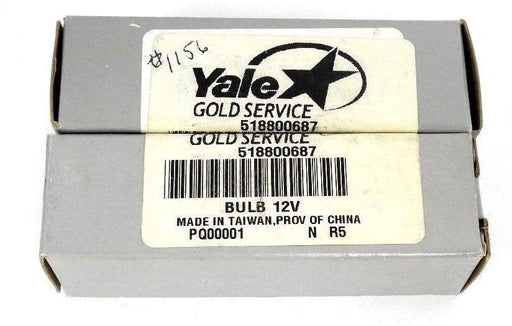 #1156
Yale
GOLD SERVICE
518800687
GOLD SERVICE
518800687
BULB 12V
MADE IN TAIWAN,PROV OF CHINA
PQ00001 N R5